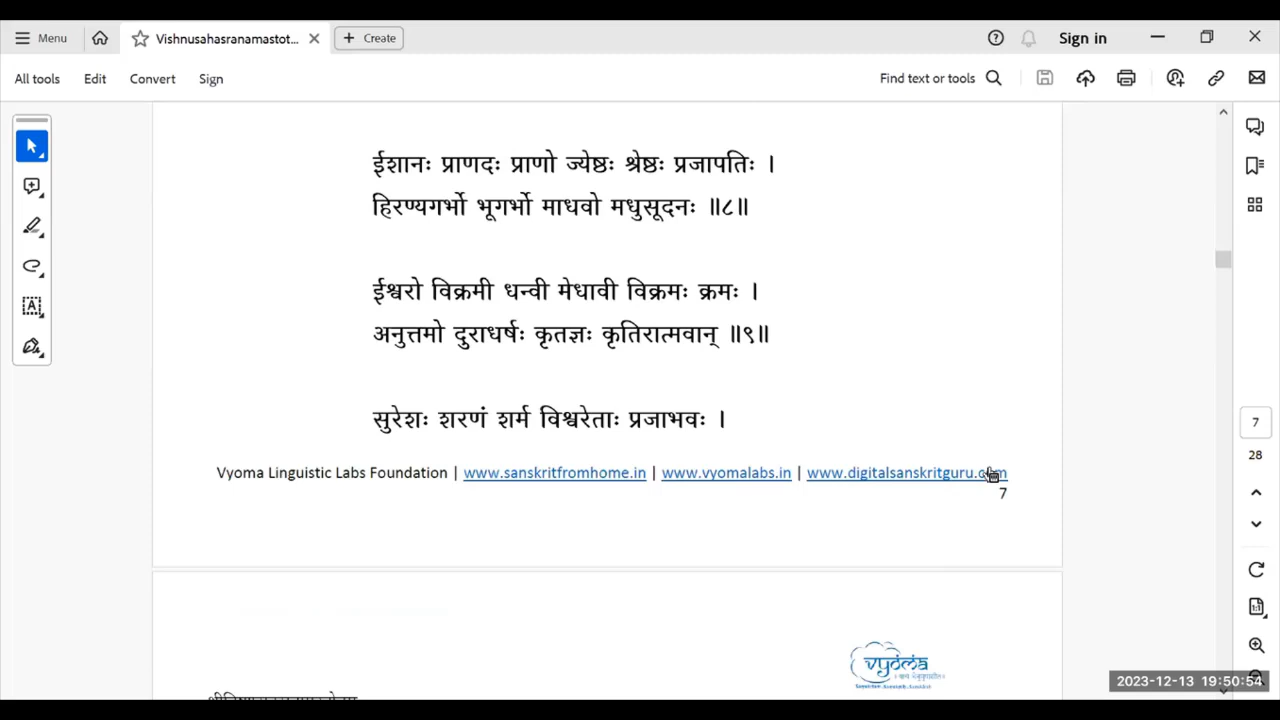 Menu
Vishnusahasranamastot...
Create
Sign in
All tools
Edit
Convert
Sign
Find text or tools
ईशानः प्राणदः प्राणो ज्येष्ठः श्रेष्ठः प्रजापतिः ।
हिरण्यगर्भो भूगर्भो माधवो मधुसूदनः ॥८॥
ईश्वरो विक्रमी धन्वी मेधावी विक्रमः क्रमः ।
अनुत्तमो दुराधर्षः कृतज्ञः कृतिरात्मवान् ॥९॥
सुरेशः शरणं शर्म विश्वरेताः प्रजाभवः ।
Vyoma Linguistic Labs Foundation | www.sanskritfromhome.in | www.vyomalabs.in | www.digitalsanskritguru.com
7
7
28
vyoma
2023-12-13 19:50:54